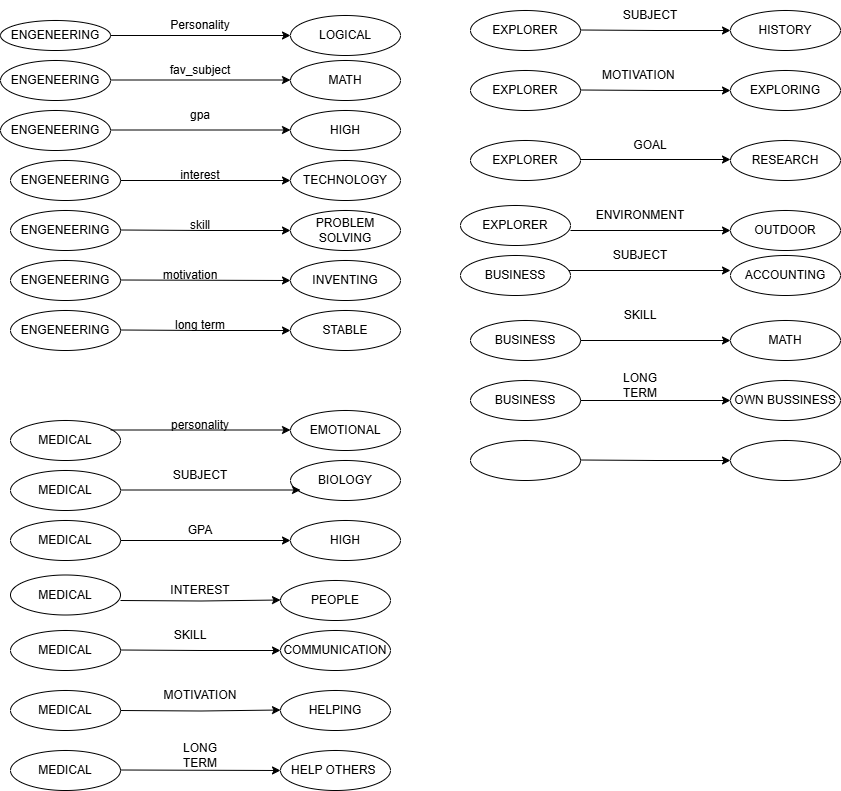 ENGENEERING Personality LOGICAL
ENGENEERING fav_subject MATH
ENGENEERING gpa HIGH
ENGENEERING interest TECHNOLOGY
ENGENEERING skill PROBLEM
SOLVING
ENGENEERING motivation INVENTING
ENGENEERING long term STABLE
MEDICAL personality EMOTIONAL
MEDICAL SUBJECT BIOLOGY
MEDICAL GPA HIGH
MEDICAL INTEREST PEOPLE
MEDICAL SKILL COMMUNICATION
MEDICAL MOTIVATION HELPING
MEDICAL LONG
TERM HELP OTHERS
EXPLORER SUBJECT HISTORY
EXPLORER MOTIVATION EXPLORING
EXPLORER GOAL RESEARCH
EXPLORER ENVIRONMENT OUTDOOR
BUSINESS SUBJECT ACCOUNTING
BUSINESS SKILL MATH
BUSINESS LONG
TERM OWN BUSSINESS